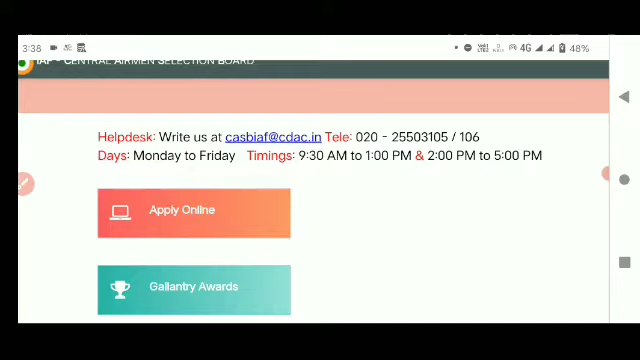 3:38 4G 48%
IAF - CENTRAL AIRMEN SELECTION BOARD
Helpdesk: Write us at casbiaf@cdac.in Tele: 020 - 25503105 / 106
Days: Monday to Friday Timings: 9:30 AM to 1:00 PM & 2:00 PM to 5:00 PM
Apply Online
Gallantry Awards